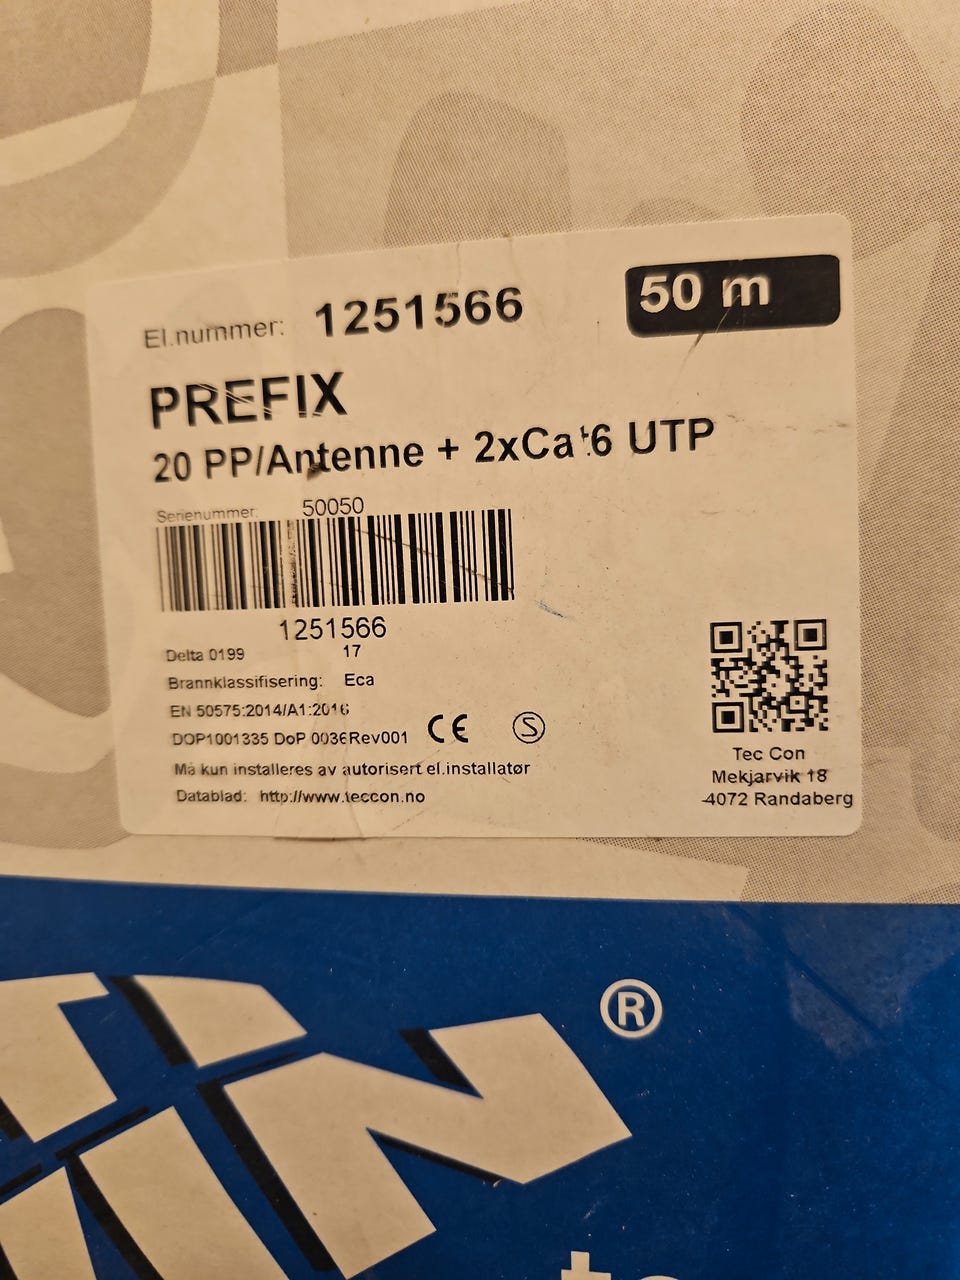 El.nummer: 1251566
50 m
PREFIX
20 PP/Antenne + 2xCat6 UTP
Serienummer: 50050
1251566
Delta 0199 17
Brannklassifisering: Eca
EN 50575:2014/A1:2016
DOP1001335 DoP 0036Rev001 CE S
Må kun installeres av autorisert el.installatør
Datablad: http://www.teccon.no
Tec Con
Mekjarvik 18
-4072 Randaberg
®